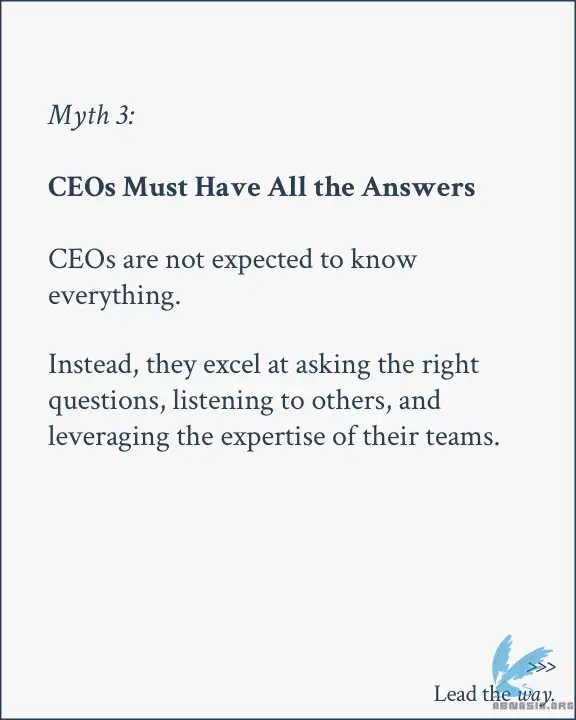 Myth 3:
CEOs Must Have All the Answers
CEOs are not expected to know
everything.
Instead, they excel at asking the right
questions, listening to others, and
leveraging the expertise of their teams.
>>>
Lead the way.
ABMASIN.ORG